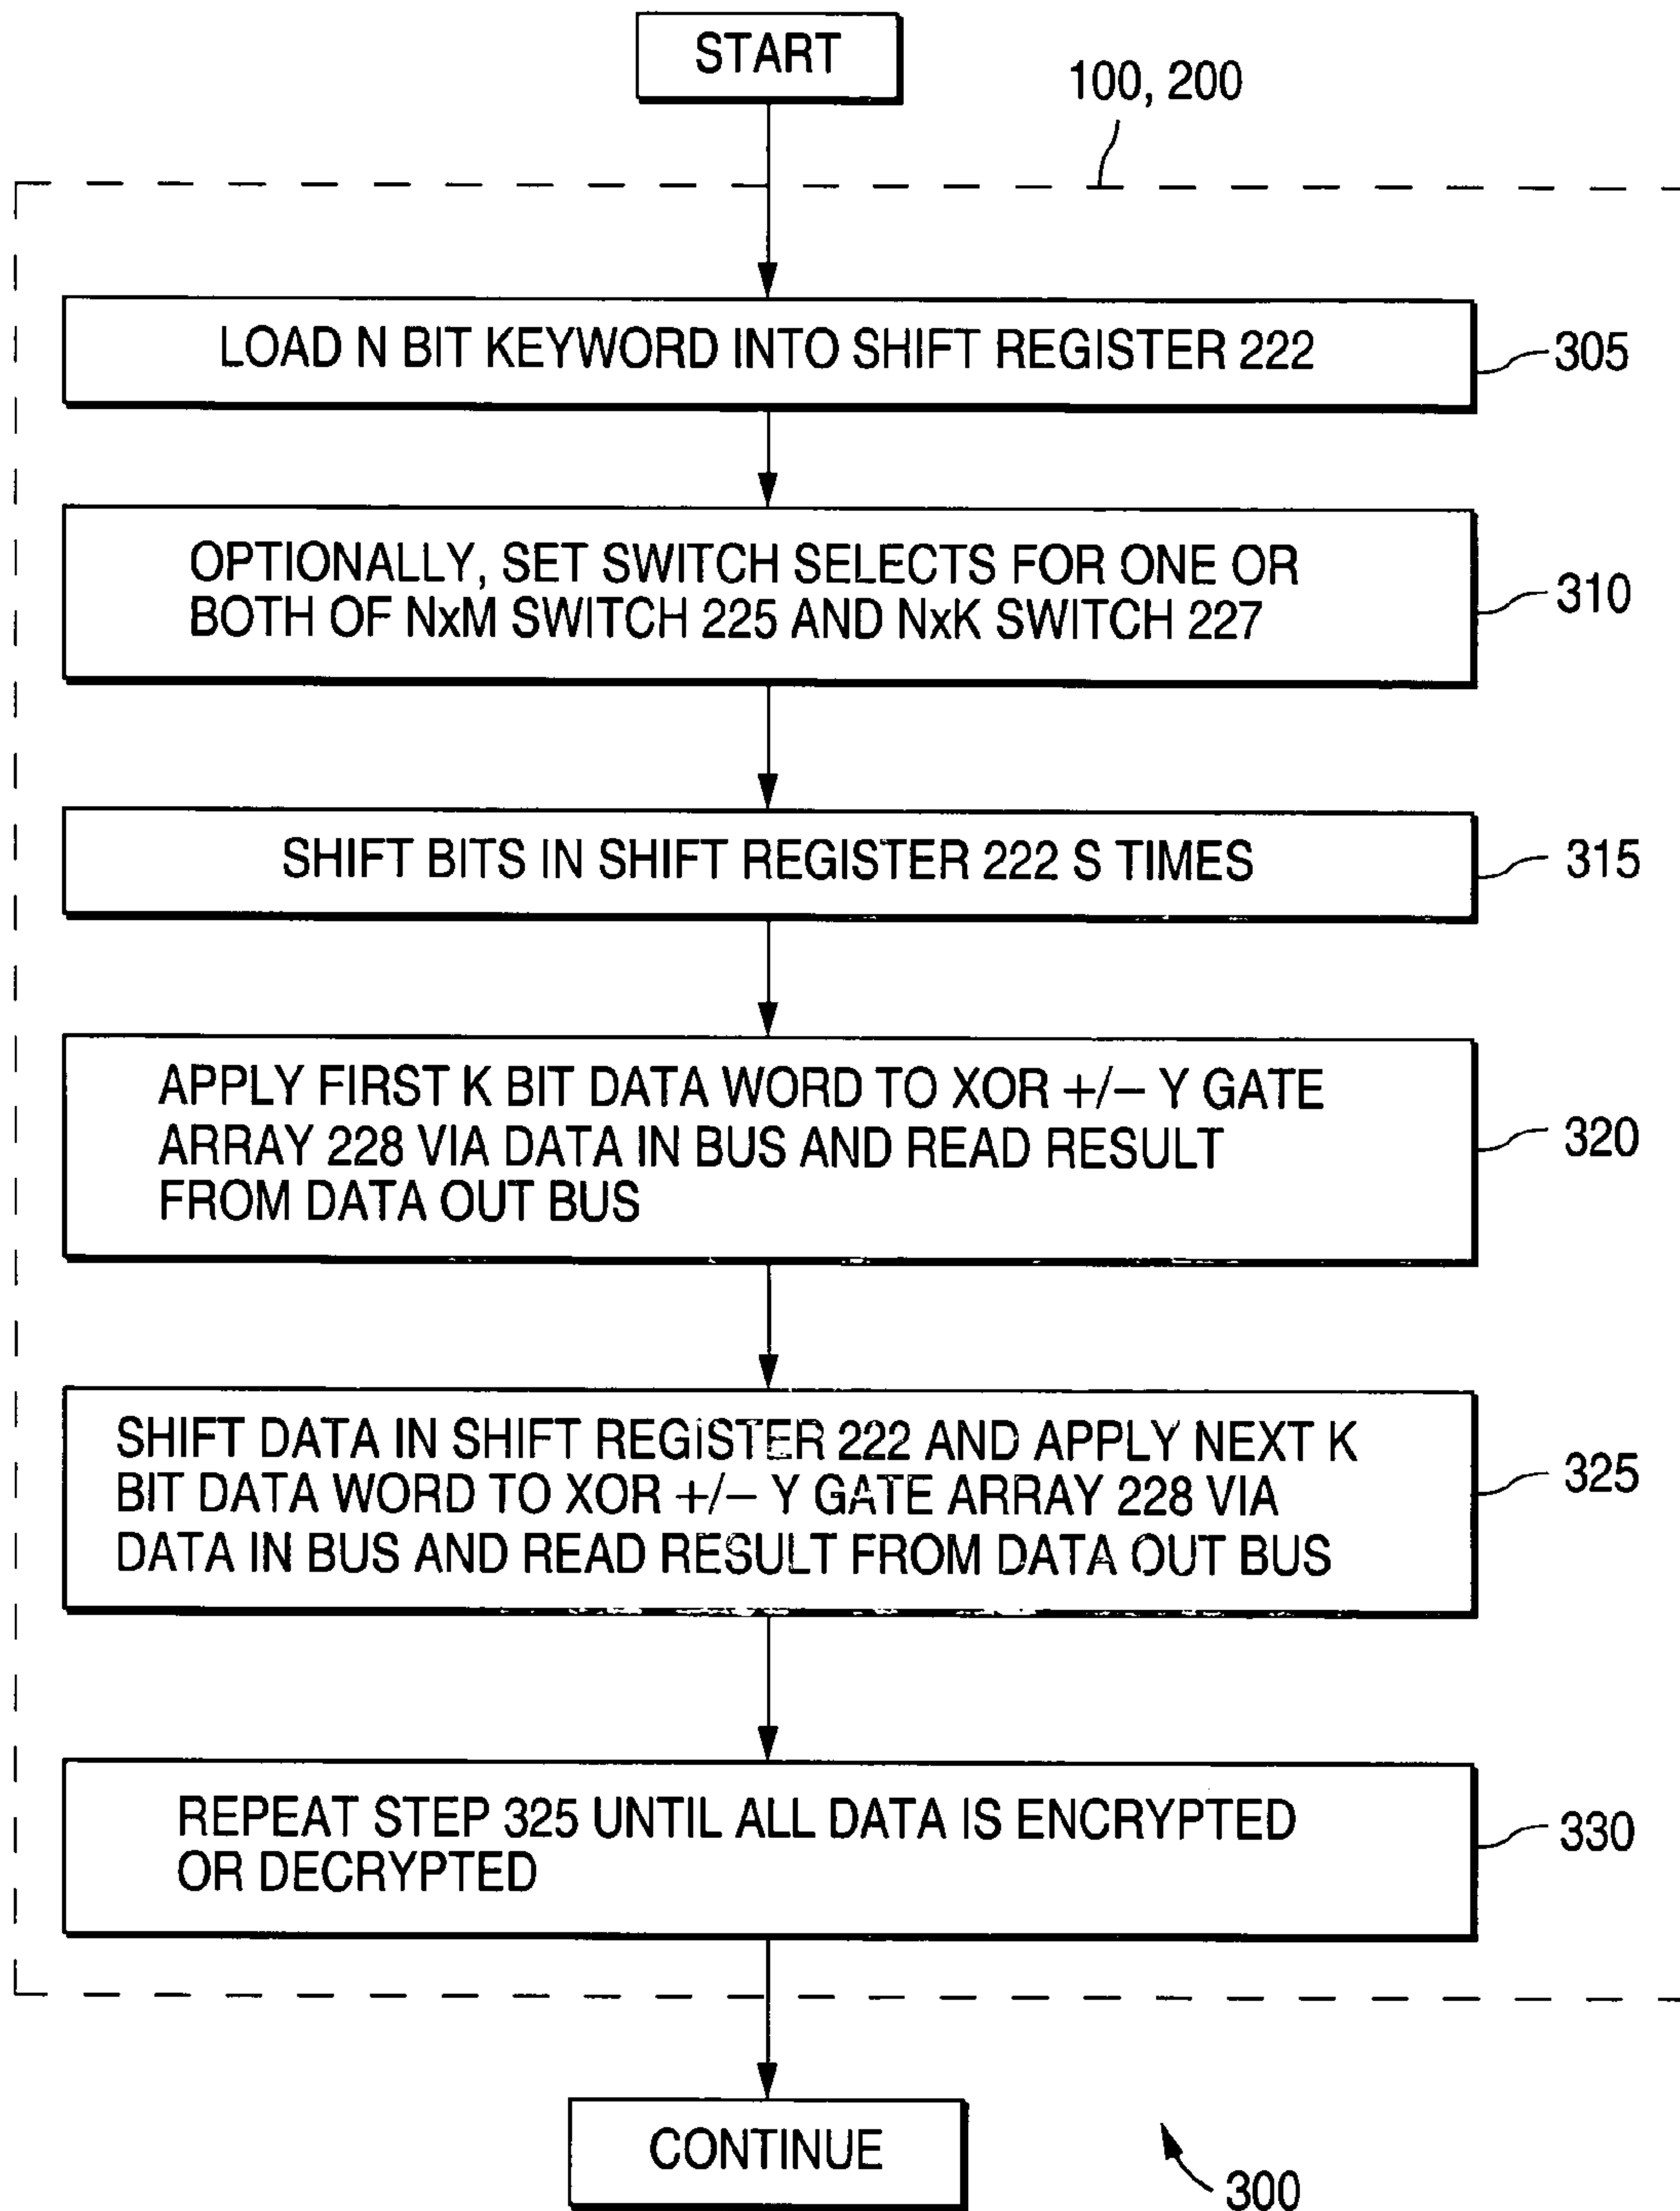 START
100, 200
LOAD N BIT KEYWORD INTO SHIFT REGISTER 222
305
OPTIONALLY, SET SWITCH SELECTS FOR ONE OR
BOTH OF NxM SWITCH 225 AND NxK SWITCH 227
310
SHIFT BITS IN SHIFT REGISTER 222 S TIMES
315
APPLY FIRST K BIT DATA WORD TO XOR +/– Y GATE
ARRAY 228 VIA DATA IN BUS AND READ RESULT
FROM DATA OUT BUS
320
SHIFT DATA IN SHIFT REGISTER 222 AND APPLY NEXT K
BIT DATA WORD TO XOR +/– Y GATE ARRAY 228 VIA
DATA IN BUS AND READ RESULT FROM DATA OUT BUS
325
REPEAT STEP 325 UNTIL ALL DATA IS ENCRYPTED
OR DECRYPTED
330
CONTINUE
300